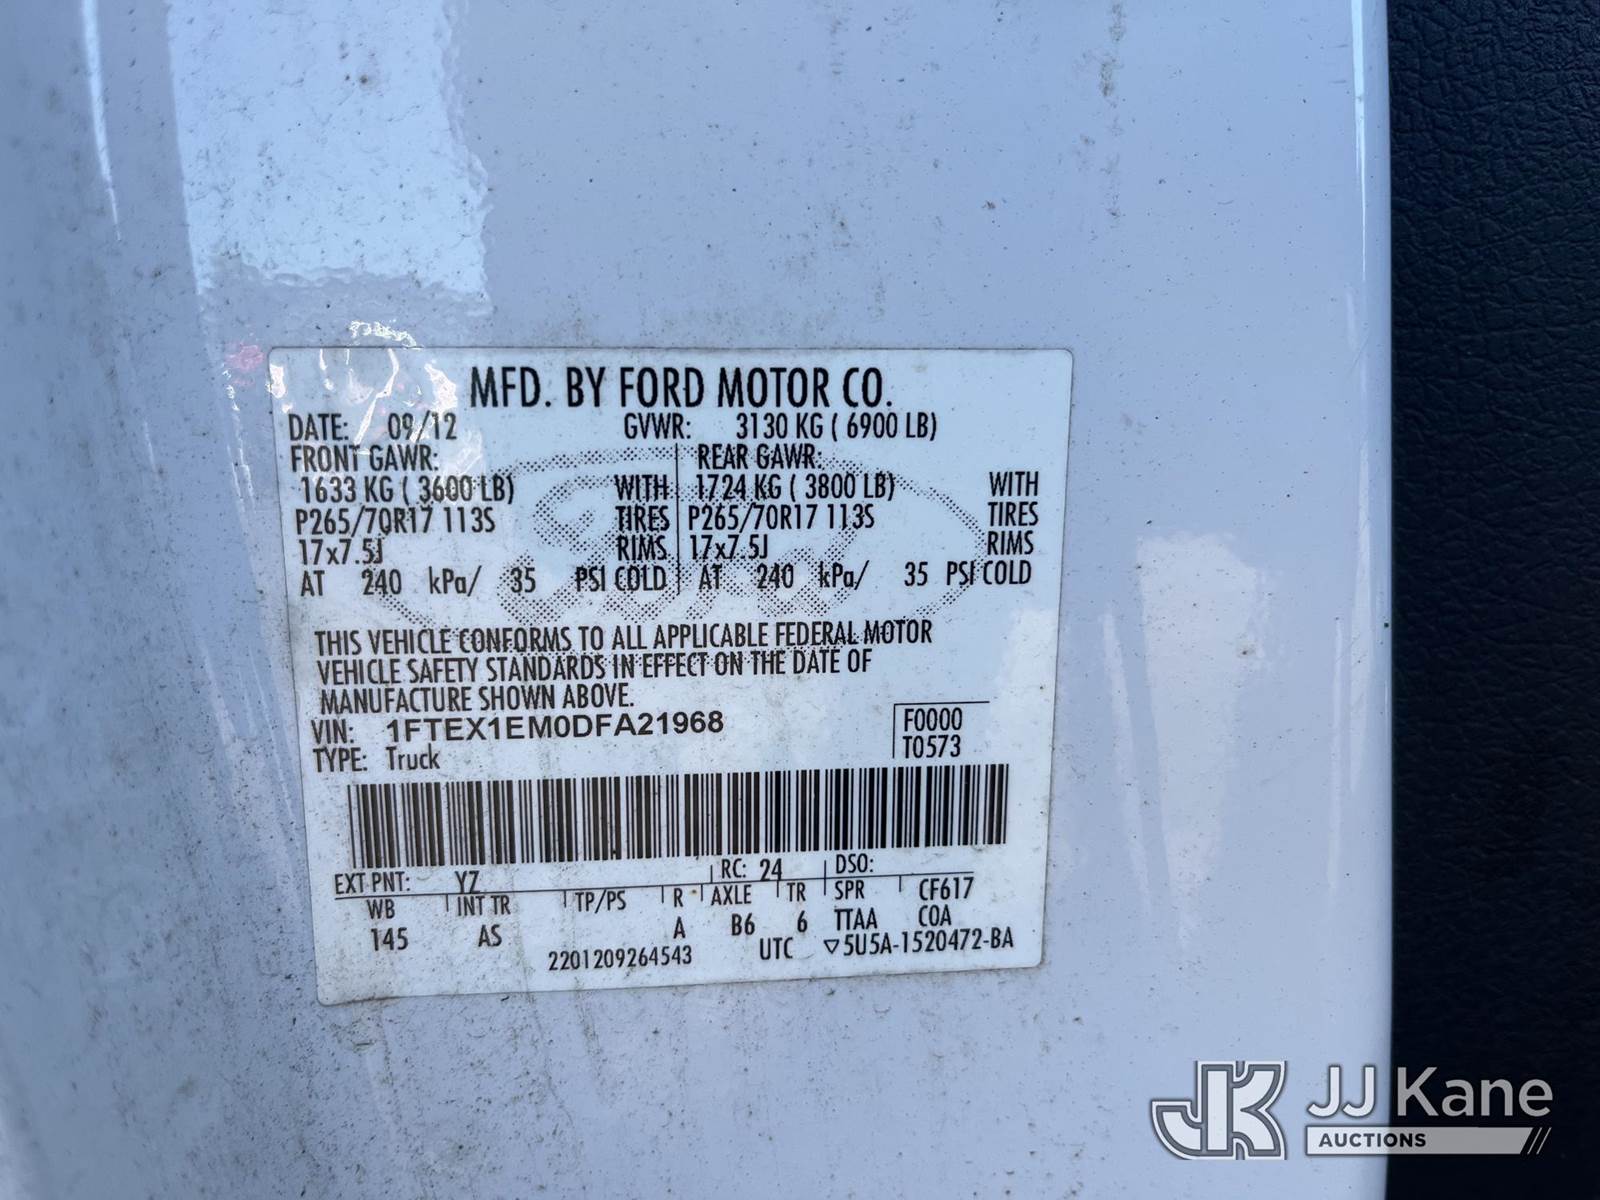 MFD. BY FORD MOTOR CO.
DATE: 09/12 GVWR: 3130 KG ( 6900 LB)
FRONT GAWR: REAR GAWR:
1633 KG ( 3600 LB) WITH 1724 KG ( 3800 LB) WITH
P265/70R17 113S TIRES P265/70R17 113S TIRES
17x7.5J RIMS 17x7.5J RIMS
AT 240 kPa/ 35 PSI COLD AT 240 kPa/ 35 PSI COLD
THIS VEHICLE CONFORMS TO ALL APPLICABLE FEDERAL MOTOR
VEHICLE SAFETY STANDARDS IN EFFECT ON THE DATE OF
MANUFACTURE SHOWN ABOVE.
VIN: 1FTEX1EM0DFA21968 F0000
TYPE: Truck T0573
EXT PNT: YZ RC: 24 DSO:
WB INT TR TP/PS R AXLE TR SPR CF617
145 AS A B6 6 TTAA COA
2201209264543 UTC ▽5U5A-1520472-BA
JK JJ Kane
AUCTIONS